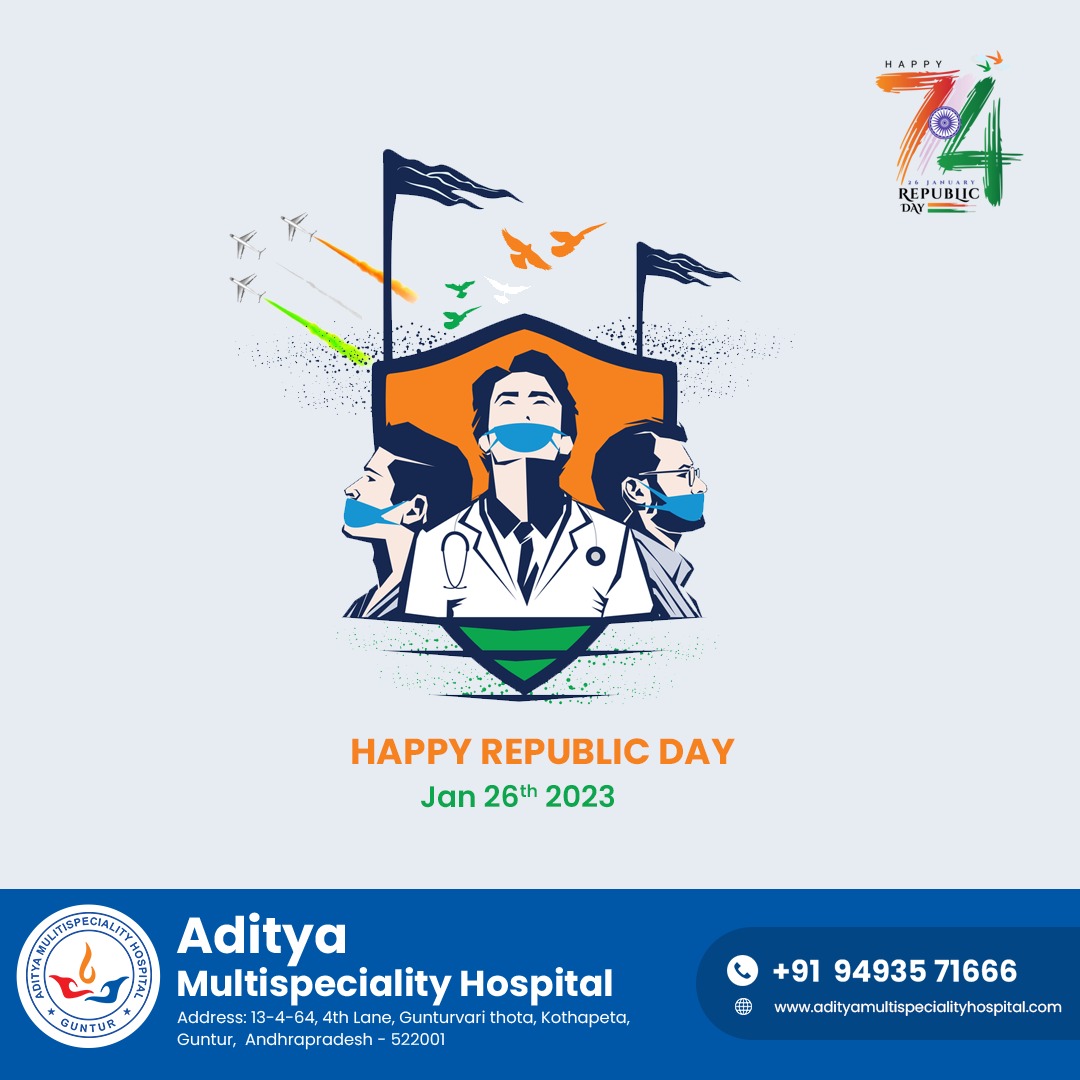 HAPPY
74
26 JANUARY
REPUBLIC
DAY
HAPPY REPUBLIC DAY
Jan 26th 2023
ADITYA MULITISPECIALITY HOSPITAL
★ GUNTUR ★
Aditya
Multispeciality Hospital
Address: 13-4-64, 4th Lane, Gunturvari thota, Kothapeta,
Guntur, Andhrapradesh - 522001
+91 94935 71666
www.adityamultispecialityhospital.com